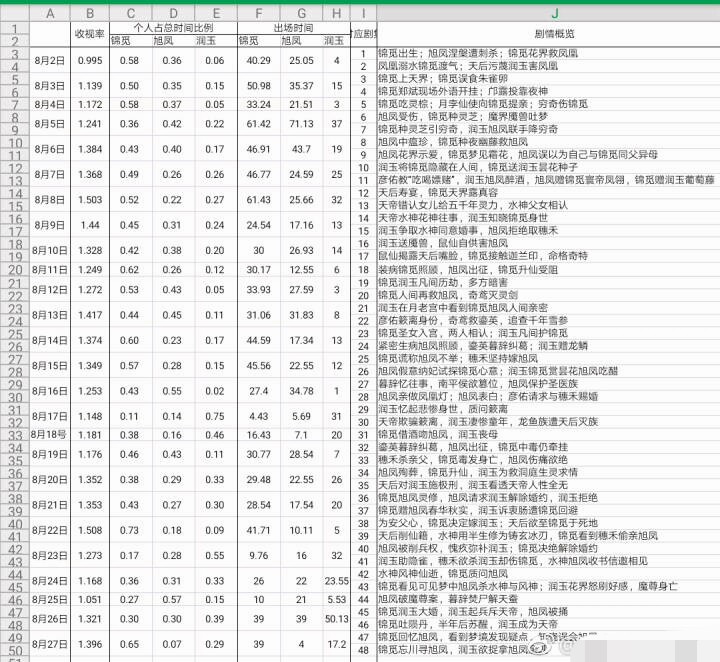 A B C D E F G H I J
1 收视率 个人占总时间比例 出场时间 对应剧集 剧情概览
2 锦觅 旭凤 润玉 锦觅 旭凤 润玉
3 8月2日 0.995 0.58 0.36 0.06 40.29 25.05 4 1 锦觅出生；旭凤涅槃遭刺杀；锦觅花界救凤凰
4 2 凤凰溺水锦觅渡气；天后污蔑润玉害凤凰
5 8月3日 1.139 0.50 0.35 0.15 50.98 35.37 15 3 锦觅上天界；锦觅误食朱雀卵
6 4 锦觅郑斌现场外语开挂；邝露投靠夜神
7 8月4日 1.172 0.58 0.37 0.05 33.24 21.51 3 5 锦觅吃灵棕；月李仙使向锦觅提亲；穷奇伤锦觅
8 8月5日 1.241 0.36 0.42 0.22 61.42 71.13 37 6 旭凤受伤，锦觅种灵芝；魔界魇兽吐梦
9 7 锦觅种灵芝引穷奇，润玉旭凤联手降穷奇
10 8月6日 1.384 0.43 0.40 0.17 46.91 43.7 19 8 旭凤中瘟珍，锦觅种夜幽藤救旭凤
11 9 旭凤花界示爱，锦觅梦见霜花，旭凤误以为自己与锦觅同父异母
12 8月7日 1.368 0.49 0.26 0.26 46.77 24.59 25 10 润玉将锦觅隐藏在人间，锦觅送润玉昙花种子
13 11 彦佑教“吃喝嫖赌”，润玉旭凤醉酒，旭凤赠锦觅寰帝凤翎，锦觅赠润玉葡萄藤
14 8月8日 1.503 0.52 0.22 0.27 61.43 25.66 32 12 天后寿宴，锦觅天界露真容
15 13 天帝错认女儿给五千年灵力，水神父女相认
16 8月9日 1.44 0.45 0.31 0.24 24.54 17.16 13 14 天帝水神花神往事，润玉知晓锦觅身世
17 15 润玉争取水神同意婚事，旭凤拒绝取穗禾
18 8月10日 1.328 0.42 0.38 0.20 30 26.93 14 16 润玉送魇兽，鼠仙自供害旭凤
19 17 鼠仙揭露天后嘴脸，锦觅接触迦兰印，命格奇特
20 8月11日 1.249 0.62 0.26 0.12 30.17 12.55 6 18 装病锦觅照顾，旭凤出征，锦觅升仙受阻
21 8月12日 1.272 0.53 0.43 0.05 33.93 27.59 3 19 锦觅润玉凡间历劫，多方暗害
22 20 锦觅人间再救旭凤，奇鸢灭灵剑
23 8月13日 1.417 0.44 0.45 0.11 31.06 31.83 8 21 润玉在月老宫中看到锦觅旭凤人间亲密
24 22 彦佑簌离身份，奇鸢救鎏英，追查千年雪参
25 8月14日 1.374 0.60 0.23 0.17 44.59 17.34 13 23 锦觅圣女入宫，两人相认；润玉凡间护锦觅
26 24 紧密生病旭凤照顾，鎏英暮辞纠葛；润玉赠龙鳞
27 8月15日 1.349 0.57 0.28 0.15 45.56 22.55 12 25 锦觅谎称旭凤不举；穗禾坚持嫁旭凤
28 26 旭凤假意纳妃试探锦觅心意；润玉锦觅赏昙花旭凤吃醋
29 8月16日 1.253 0.43 0.55 0.02 27.4 34.78 1 27 暮辞忆往事，南平侯欲篡位，旭凤保护圣医族
30 28 旭凤亲做凤凰灯；旭凤表白；彦佑请求与穗禾赐婚
31 8月17日 1.148 0.11 0.14 0.75 4.43 5.69 31 29 润玉忆起悲惨身世，质问簌离
32 30 天帝欺骗簌离，润玉凄惨童年，龙鱼族遭天后灭族
33 8月18号 1.181 0.38 0.16 0.46 16.43 7.1 20 31 锦觅借酒吻旭凤，润玉丧母
34 8月19日 1.176 0.46 0.43 0.11 30.77 28.54 7 32 鎏英暮辞纠葛，旭凤出征，锦觅中毒仍牵挂
35 33 穗禾杀亲父，锦觅毒发身亡，旭凤伤痛欲绝
36 8月20日 1.352 0.38 0.29 0.33 29.48 22.55 26 34 旭凤殉葬，锦觅升仙，润玉为救洞庭生灵求情
37 35 天后对润玉施极刑，润玉看透天帝人性全无
38 8月21日 1.353 0.43 0.27 0.30 28.54 17.54 20 36 锦觅旭凤灵修，旭凤请求润玉解除婚约，润玉拒绝
39 37 锦觅赠旭凤春华秋实，润玉诉衷肠遭锦觅回避
40 8月22日 1.508 0.73 0.18 0.09 41.71 10.11 5 38 为安父心，锦觅决定嫁润玉；天后欲至锦觅于死地
41 39 天后削仙籍，水神用半生修为铸玄冰刃，锦觅看到穗禾偷亲旭凤
42 8月23日 1.273 0.17 0.28 0.55 9.76 16 32 40 旭凤被削兵权，愧疚弥补润玉；锦觅决绝解除婚约
43 41 润玉助隐雀，穗禾欲杀润玉却伤锦觅，水神旭凤收书信邀相见
44 8月24日 1.168 0.36 0.31 0.33 26 22 23.55 42 水神风神仙逝，锦觅质问旭凤
45 43 锦觅看见可见梦中旭凤杀水神与风神；润玉花界怒刷好感，魔尊身亡
46 8月25日 1.051 0.27 0.57 0.15 10 21 5.53 44 旭凤破魔尊案，暮辞焚尸解天蚕
47 8月26日 1.321 0.30 0.30 0.39 39 39 50.13 45 锦觅润玉大婚，润玉起兵斥天帝，旭凤被捅
48 46 锦觅吐陨丹，半年后苏醒，润玉成为天帝
49 8月27日 1.396 0.65 0.07 0.29 39 4 17.2 47 锦觅回忆旭凤，看到梦境发现疑点，
50 48 锦觅忘川寻旭凤，润玉欲捉拿旭凤